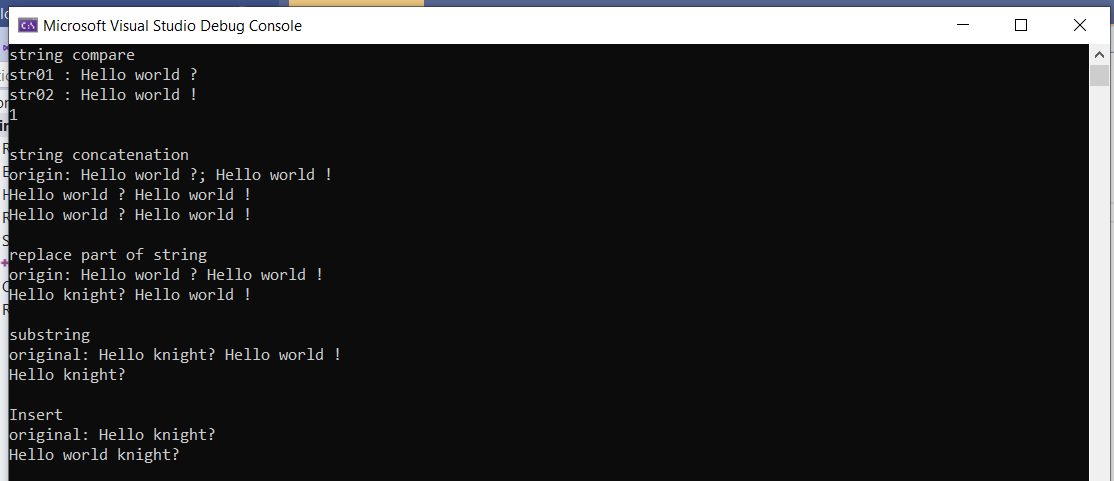 Microsoft Visual Studio Debug Console
string compare
str01 : Hello world ?
str02 : Hello world !
1
string concatenation
origin: Hello world ?; Hello world !
Hello world ? Hello world !
Hello world ? Hello world !
replace part of string
origin: Hello world ? Hello world !
Hello knight? Hello world !
substring
original: Hello knight? Hello world !
Hello knight?
Insert
original: Hello knight?
Hello world knight?